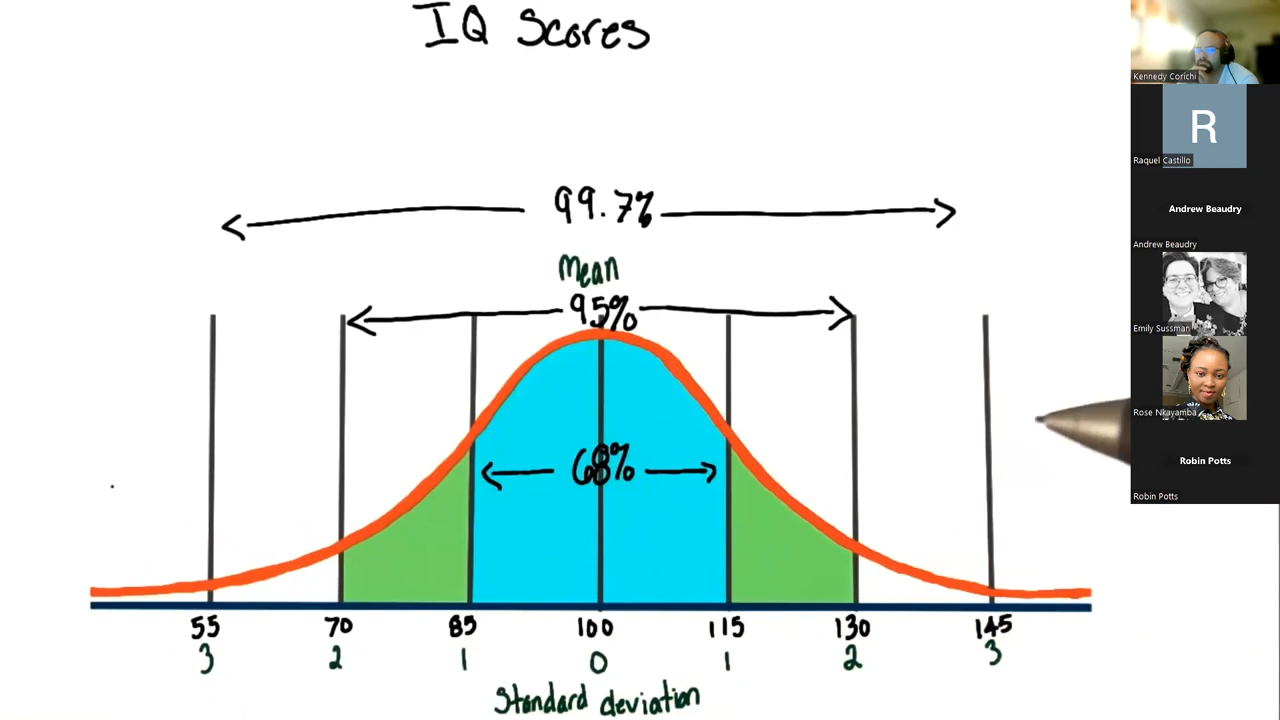 IQ Scores
99.7%
Mean
95%
68%
55 70 85 100 115 130 145
3 2 1 0 1 2 3
Standard deviation
Kennedy Corichi
R
Raquel Castillo
Andrew Beaudry
Andrew Beaudry
Emily Sussman
Rose Nkayamba
Robin Potts
Robin Potts